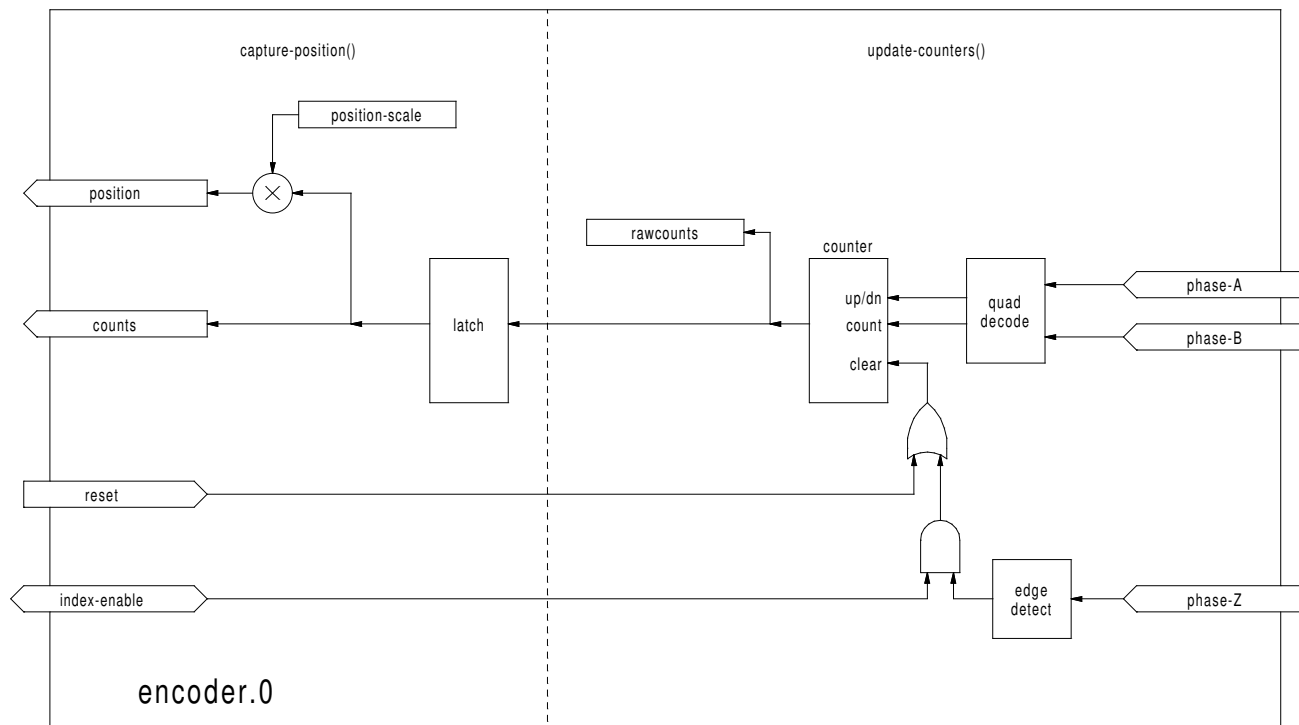 capture-position()
update-counters()
position-scale
position
rawcounts
counter
up/dn
count
clear
quad
decode
phase-A
phase-B
counts
latch
reset
index-enable
edge
detect
phase-Z
encoder.0